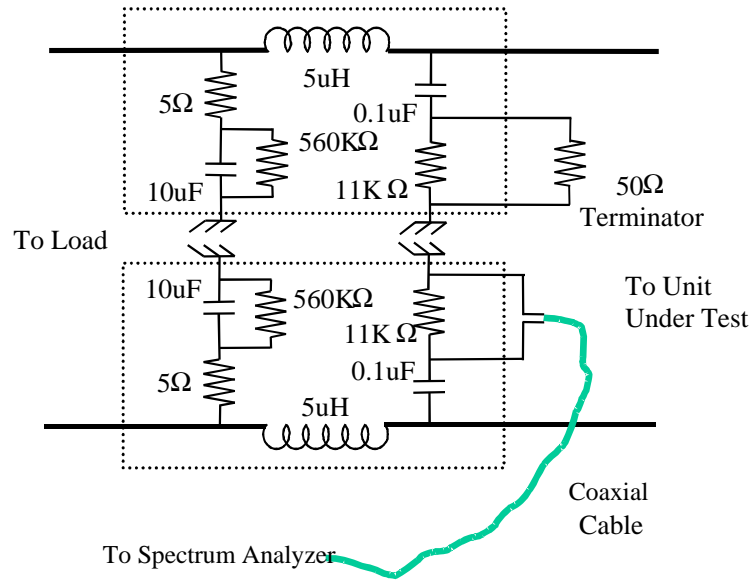 5uH
5Ω
0.1uF
560KΩ
10uF
11K Ω
50Ω
Terminator
To Load
10uF
560KΩ
11K Ω
To Unit
Under Test
5Ω
0.1uF
5uH
Coaxial
Cable
To Spectrum Analyzer